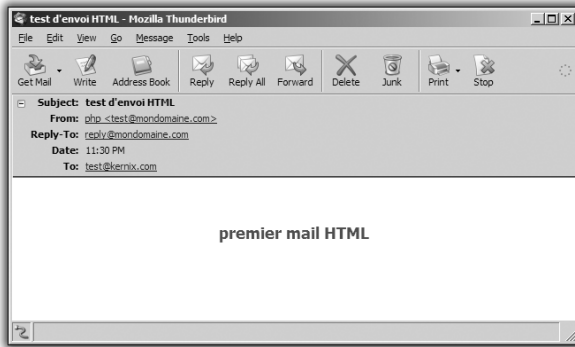 test d'envoi HTML - Mozilla Thunderbird
File Edit View Go Message Tools Help
Get Mail Write Address Book Reply Reply All Forward Delete Junk Print Stop
Subject: test d'envoi HTML
From: php <test@mondomaine.com>
Reply-To: reply@mondomaine.com
Date: 11:30 PM
To: test@kernix.com
premier mail HTML